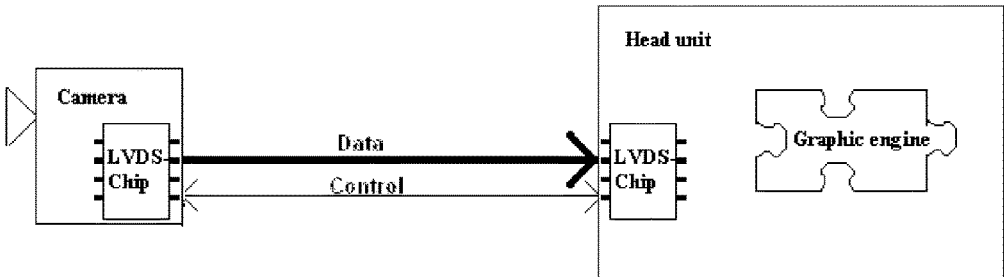 Head unit
Camera
LVDS
Chip
Data
Control
LVDS
Chip
Graphic engine